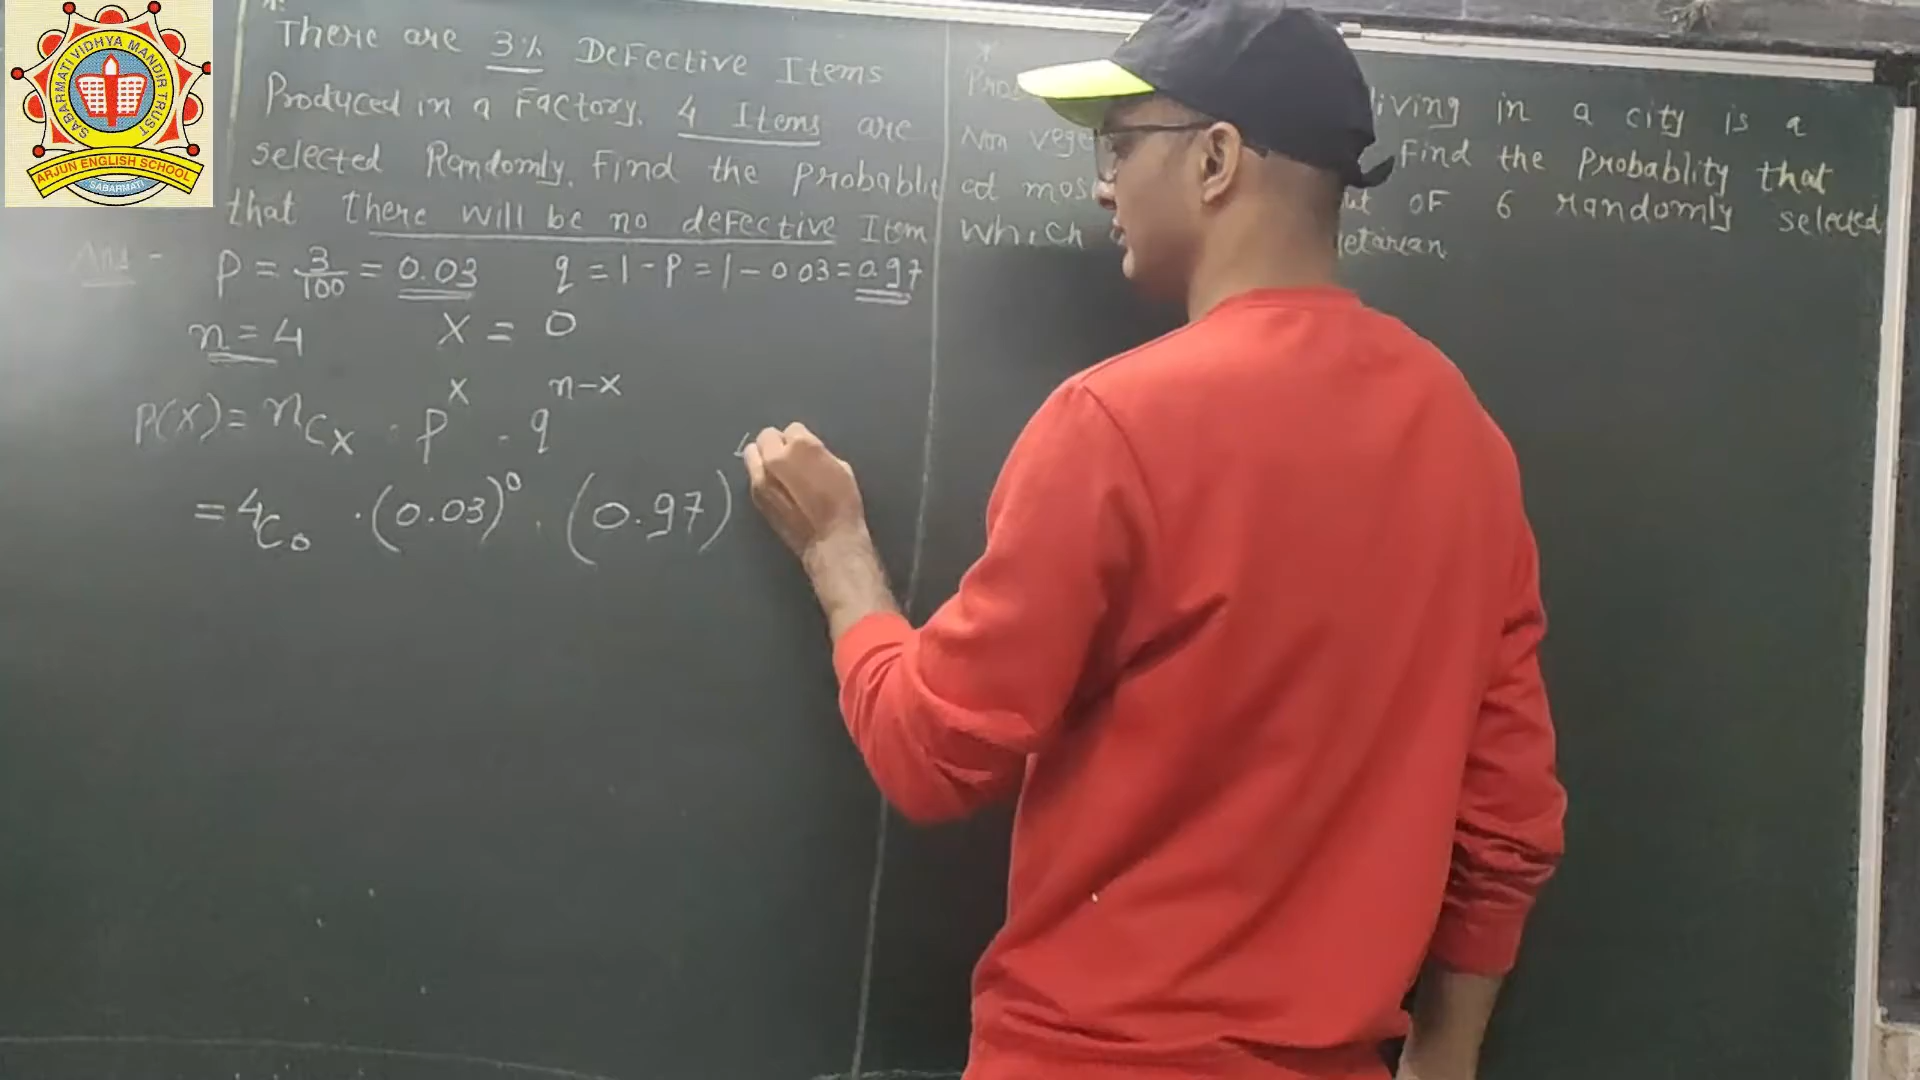 SABARMATI VIDHYA MANDIR TRUST
ARJUN ENGLISH SCHOOL
SABARMATI
There are 3% Defective Items
Produced in a Factory. 4 Items are
selected Randomly. Find the Probablit
that there will be no defective Item
Ans -
P = 3/100 = 0.03 q = 1 - P = 1 - 0.03 = 0.97
n = 4 X = 0
P(X) = nCx · p^x · q^n-x
= 4C0 · (0.03)^0 · (0.97)
living in a city is a
Non Find the Probablity that
at OF 6 randomly selected
which